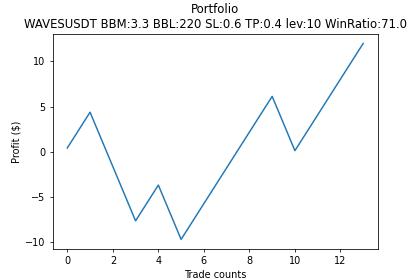 Portfolio
WAVESUSDT BBM:3.3 BBL:220 SL:0.6 TP:0.4 lev:10 WinRatio:71.0
10
5
0
−5
−10
Profit ($)
0 2 4 6 8 10 12
Trade counts